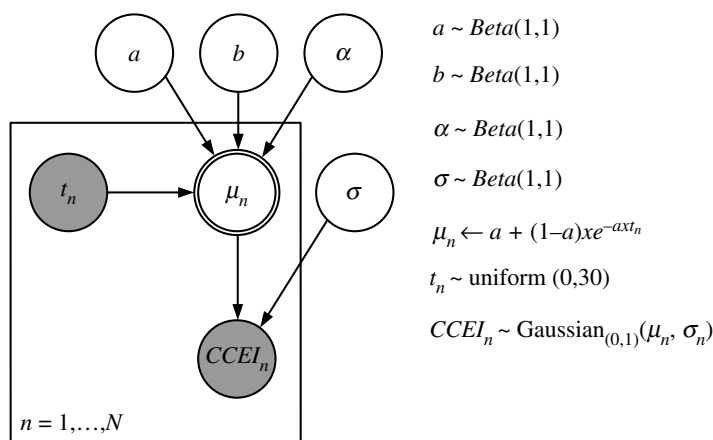 a
b
α
t_n
μ_n
σ
CCEI_n
n = 1,…,N
a ~ Beta(1,1)
b ~ Beta(1,1)
α ~ Beta(1,1)
σ ~ Beta(1,1)
μ_n ← a + (1–a)xe^{–axt_n}
t_n ~ uniform (0,30)
CCEI_n ~ Gaussian_{(0,1)}(μ_n, σ_n)